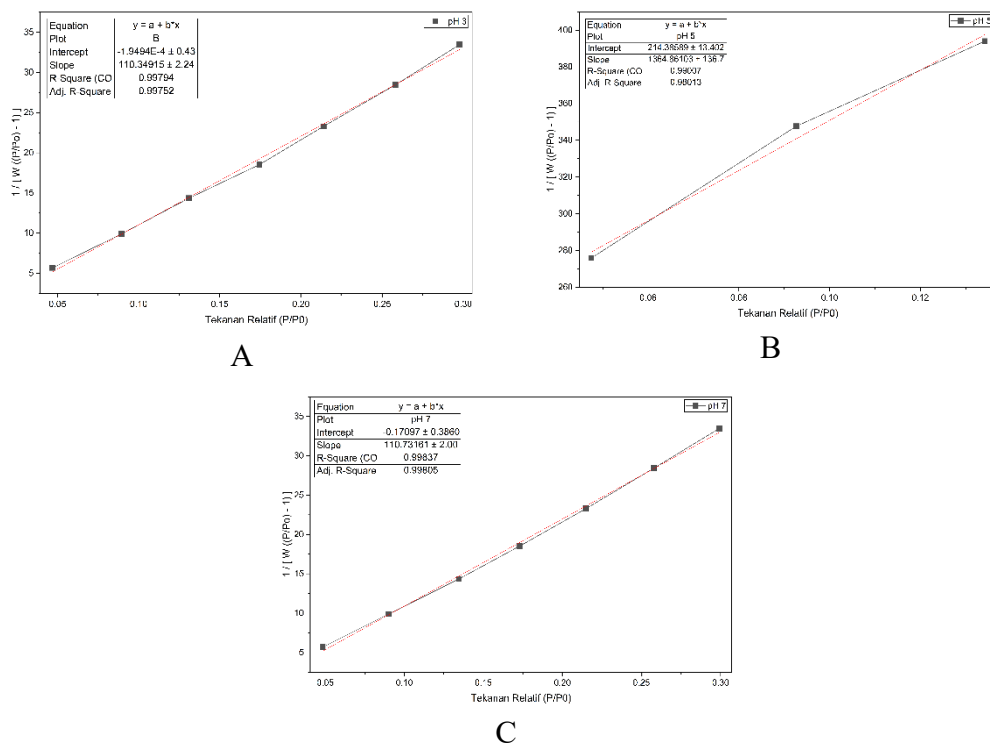 Equation y = a + b*x
Plot B
Intercept -1.9494E-4 ± 0.43
Slope 110.34915 ± 2.24
R-Square (CO 0.99794
Adj. R-Square 0.99752
pH 3
1 / [ W ((P/Po) - 1) ]
35
30
25
20
15
10
5
0.05 0.10 0.15 0.20 0.25 0.30
Tekanan Relatif (P/P0)
A
Equation y = a + b*x
Plot pH 5
Intercept 214.38589 ± 13.402
Slope
R-Square (CO 0.99007
Adj. R-Square 0.98013
pH 5
1 / [ W ((P/Po) - 1) ]
400
380
360
340
320
300
280
260
0.06 0.08 0.10 0.12
Tekanan Relatif (P/P0)
B
Equation y = a + b*x
Plot pH 7
Intercept -0.17097 ± 0.3860
Slope 110.73161 ± 2.00
R-Square (CO 0.99837
Adj. R-Square 0.99805
pH 7
1 / [ W ((P/Po) - 1) ]
35
30
25
20
15
10
5
0.05 0.10 0.15 0.20 0.25 0.30
Tekanan Relatif (P/P0)
C